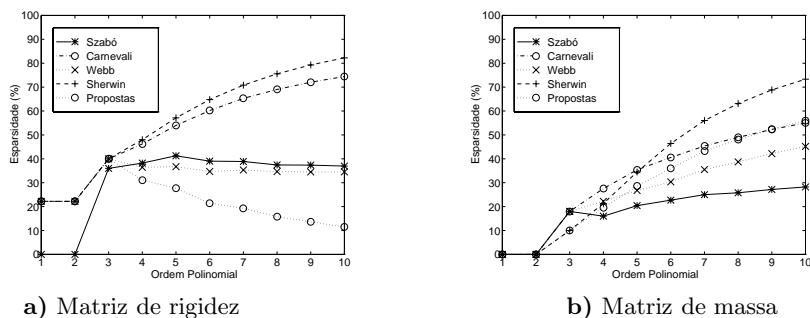 100
90
80
70
60
50
40
30
20
10
0
Esparsidade (%)
Szabó
Carnevali
Webb
Sherwin
Propostas
1 2 3 4 5 6 7 8 9 10
Ordem Polinomial
a) Matriz de rigidez
100
90
80
70
60
50
40
30
20
10
0
Esparsidade (%)
Szabó
Carnevali
Webb
Sherwin
Propostas
1 2 3 4 5 6 7 8 9 10
Ordem Polinomial
b) Matriz de massa